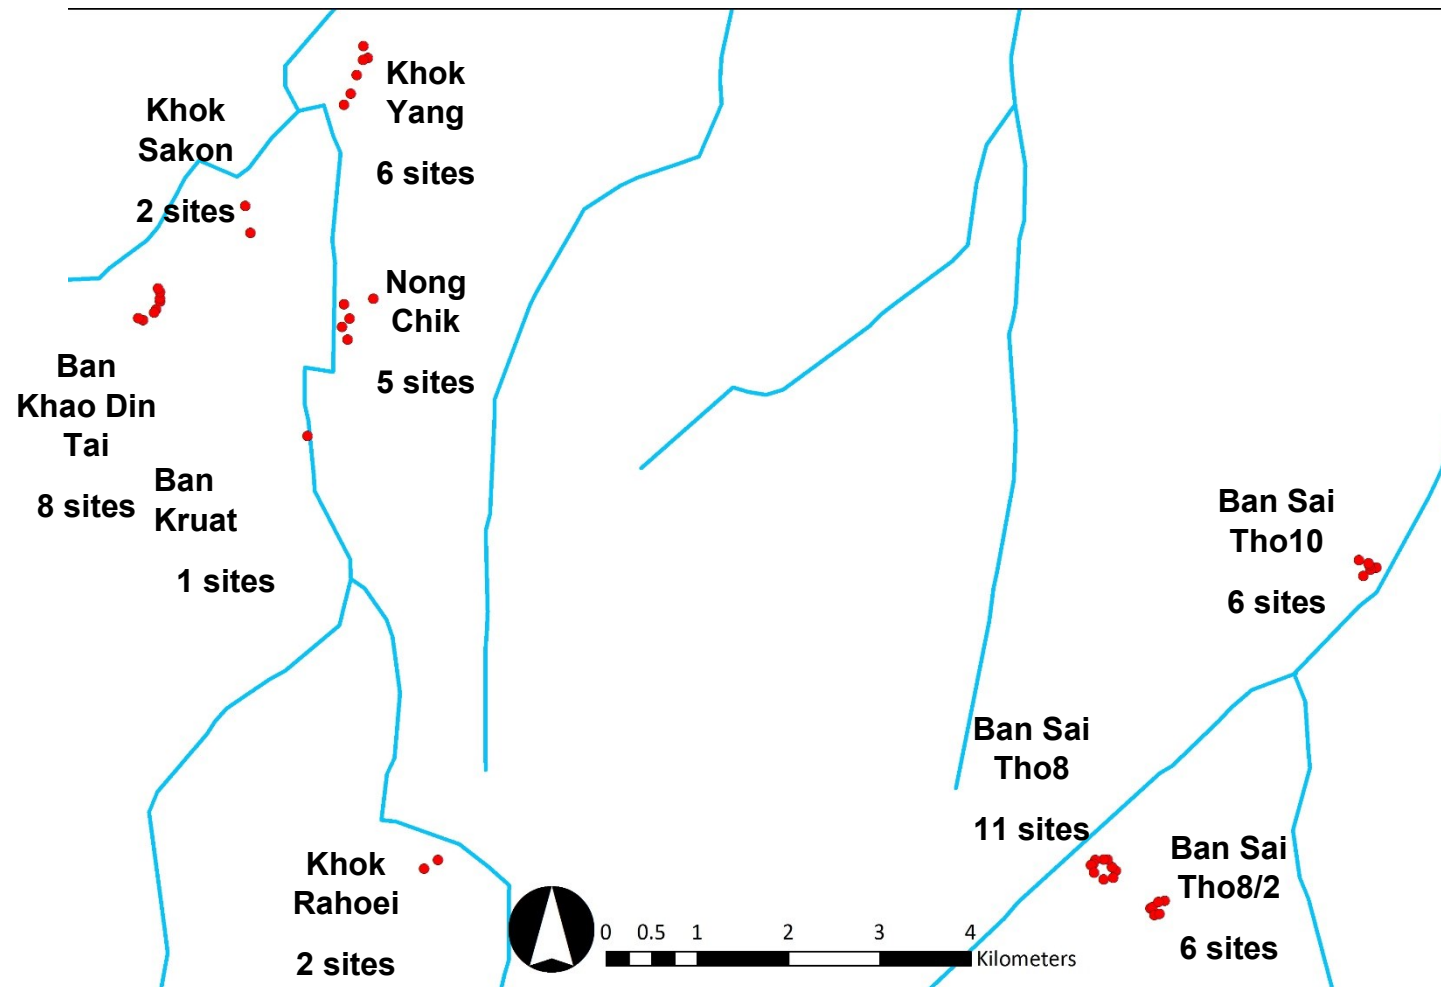 Khok
Yang
6 sites
Khok
Sakon
2 sites
Nong
Chik
5 sites
Ban
Khao Din
Tai
8 sites
Ban
Kruat
1 sites
Ban Sai
Tho10
6 sites
Ban Sai
Tho8
11 sites
Ban Sai
Tho8/2
6 sites
Khok
Rahoei
2 sites
0 0.5 1 2 3 4
Kilometers